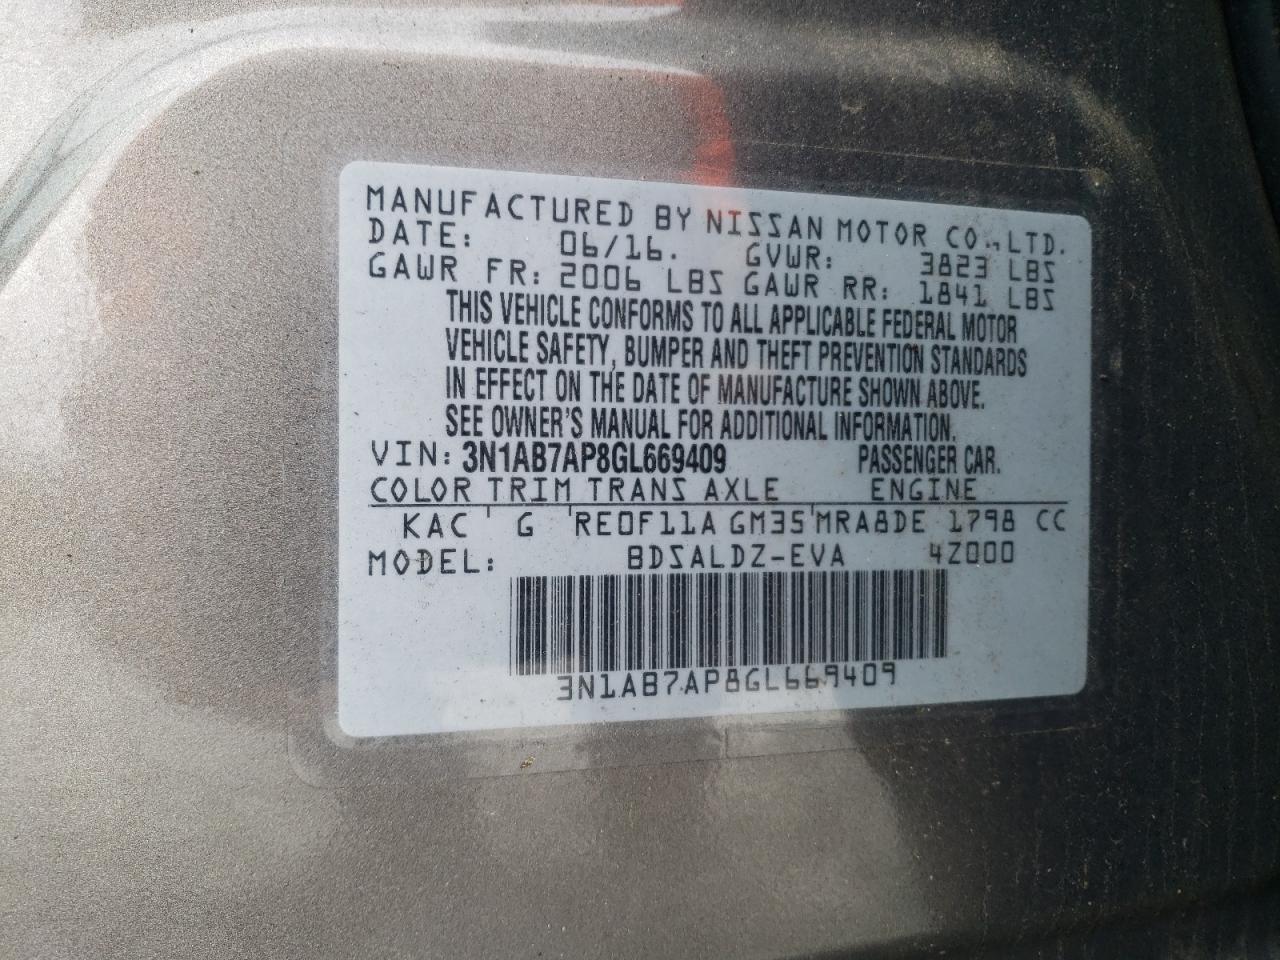 MANUFACTURED BY NISSAN MOTOR CO., LTD.
DATE: 06/16. GVWR: 3823 LBS
GAWR FR: 2006 LBS GAWR RR: 1841 LBS
THIS VEHICLE CONFORMS TO ALL APPLICABLE FEDERAL MOTOR
VEHICLE SAFETY, BUMPER AND THEFT PREVENTION STANDARDS
IN EFFECT ON THE DATE OF MANUFACTURE SHOWN ABOVE.
SEE OWNER'S MANUAL FOR ADDITIONAL INFORMATION.
VIN: 3N1AB7AP8GL669409 PASSENGER CAR.
COLOR TRIM TRANS AXLE ENGINE
KAC G RE0F11A GM35 MRA8DE 1798 CC
MODEL: BDSALDZ-EVA 4Z000
3N1AB7AP8GL669409